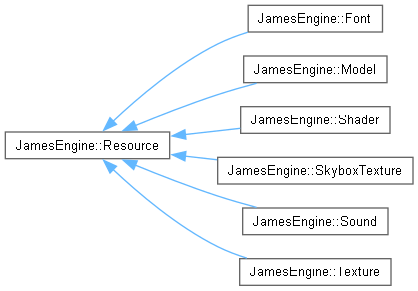 JamesEngine::Font
JamesEngine::Model
JamesEngine::Shader
JamesEngine::Resource
JamesEngine::SkyboxTexture
JamesEngine::Sound
JamesEngine::Texture